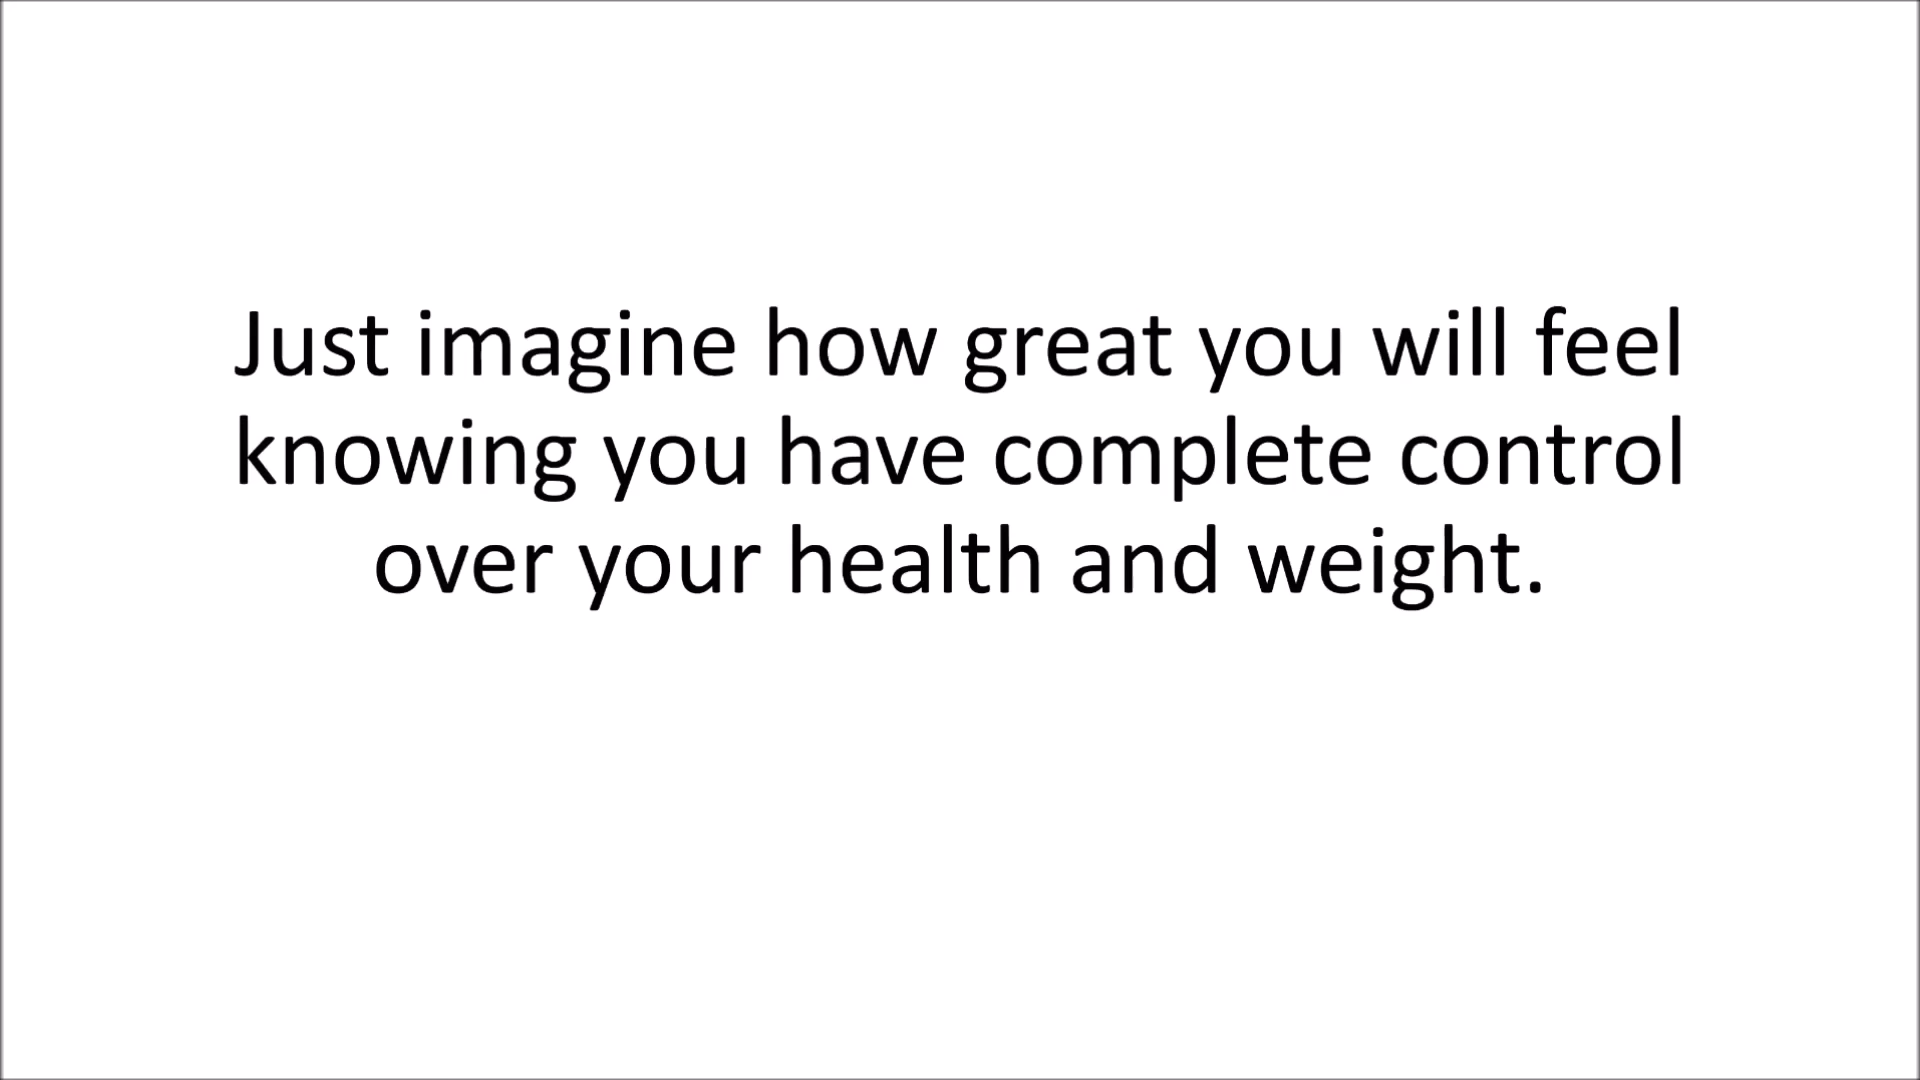 Just imagine how great you will feel
knowing you have complete control
over your health and weight.